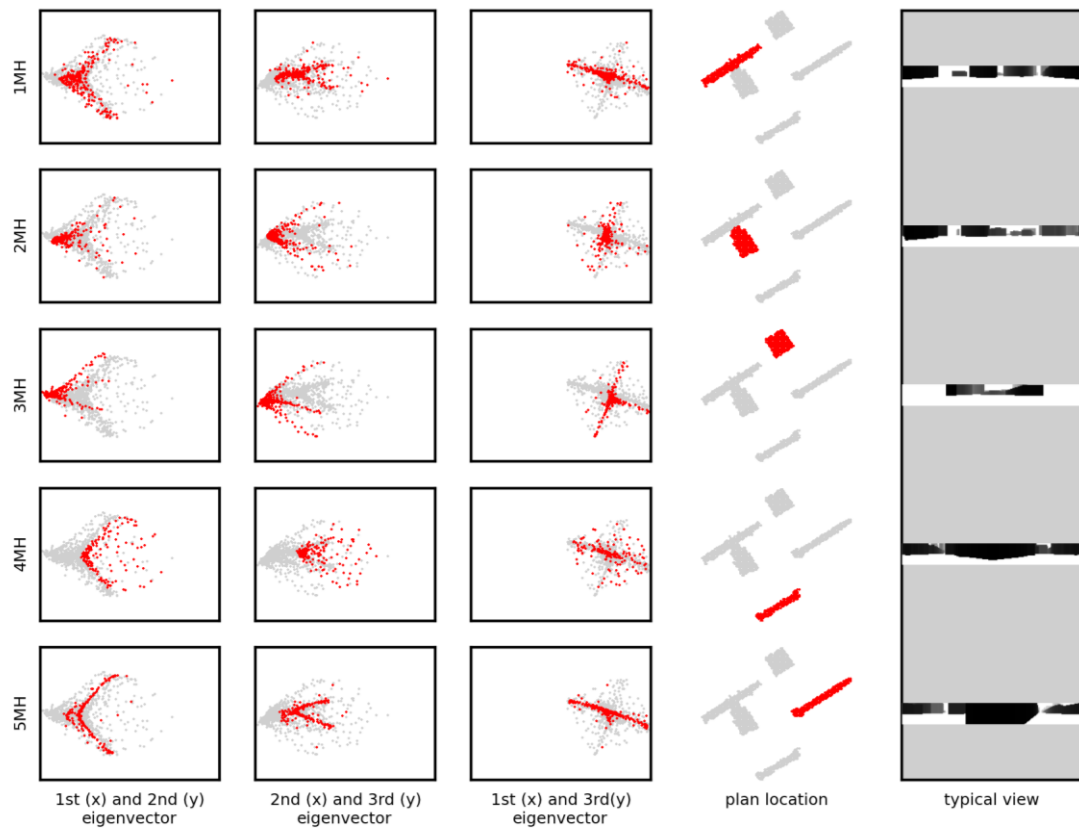 1MH
2MH
3MH
4MH
5MH
1st (x) and 2nd (y)
eigenvector
2nd (x) and 3rd (y)
eigenvector
1st (x) and 3rd(y)
eigenvector
plan location
typical view